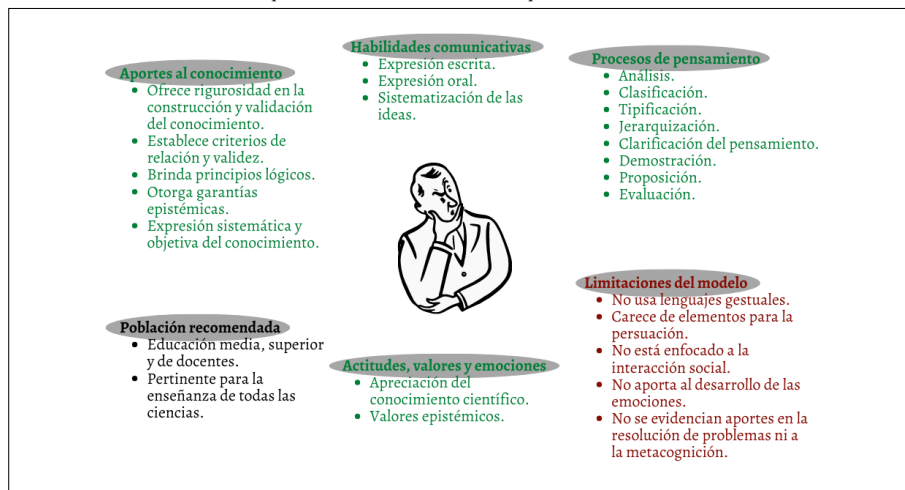 Habilidades comunicativas
Expresión escrita.
Expresión oral.
Sistematización de las
ideas.
Aportes al conocimiento
Ofrece rigurosidad en la
construcción y validación
del conocimiento.
Establece criterios de
relación y validez.
Brinda principios lógicos.
Otorga garantías
epistémicas.
Expresión sistemática y
objetiva del conocimiento.
Procesos de pensamiento
Análisis.
Clasificación.
Tipificación.
Jerarquización.
Clarificación del pensamiento.
Demostración.
Proposición.
Evaluación.
Población recomendada
Educación media, superior
y de docentes.
Pertinente para la
enseñanza de todas las
ciencias.
Actitudes, valores y emociones
Apreciación del
conocimiento científico.
Valores epistémicos.
Limitaciones del modelo
No usa lenguajes gestuales.
Carece de elementos para la
persuación.
No está enfocado a la
interacción social.
No aporta al desarrollo de las
emociones.
No se evidencian aportes en la
resolución de problemas ni a
la metacognición.